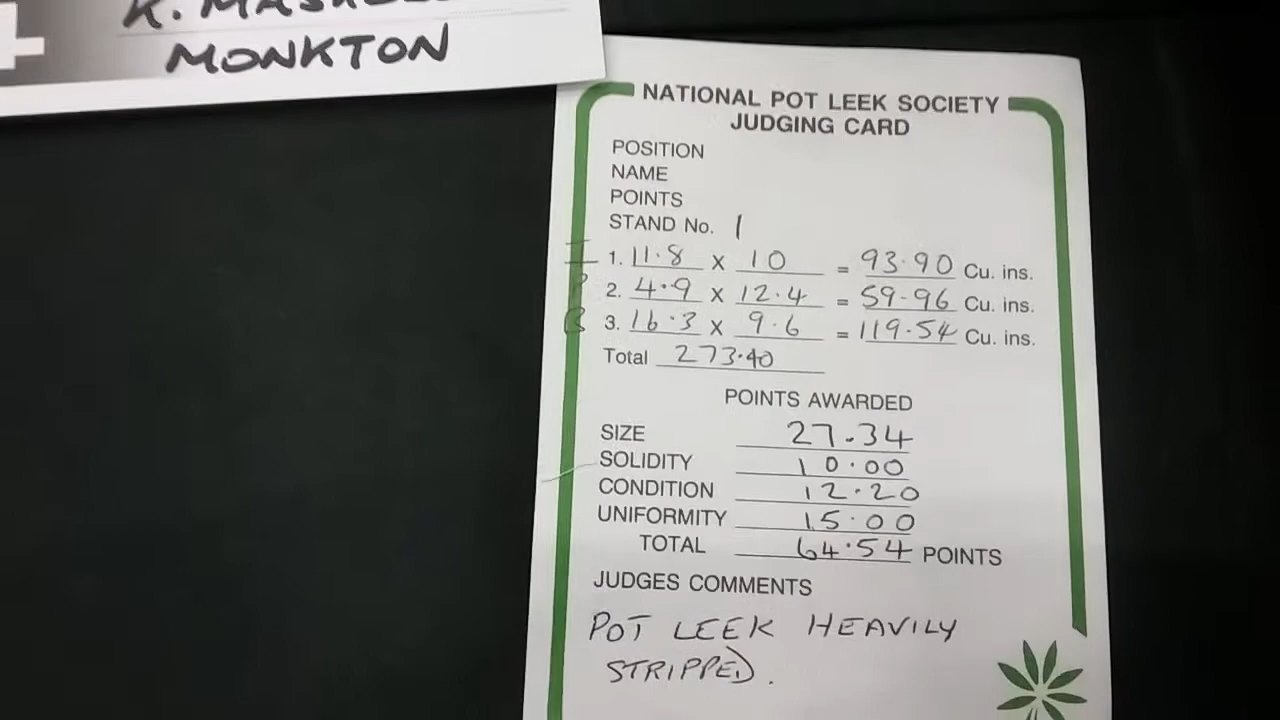 K.
MONKTON
NATIONAL POT LEEK SOCIETY
JUDGING CARD
POSITION
NAME
POINTS
STAND No. 1
I 1. 11.8 X 10 = 93.90 Cu. ins.
P 2. 4.9 X 12.4 = 59-96 Cu. ins.
B 3. 16.3 X 9.6 = 119.54 Cu. ins.
Total 273.40
POINTS AWARDED
SIZE 27.34
SOLIDITY 10.00
CONDITION 12.20
UNIFORMITY 15.00
TOTAL 64.54 POINTS
JUDGES COMMENTS
POT LEEK HEAVILY
STRIPPED.